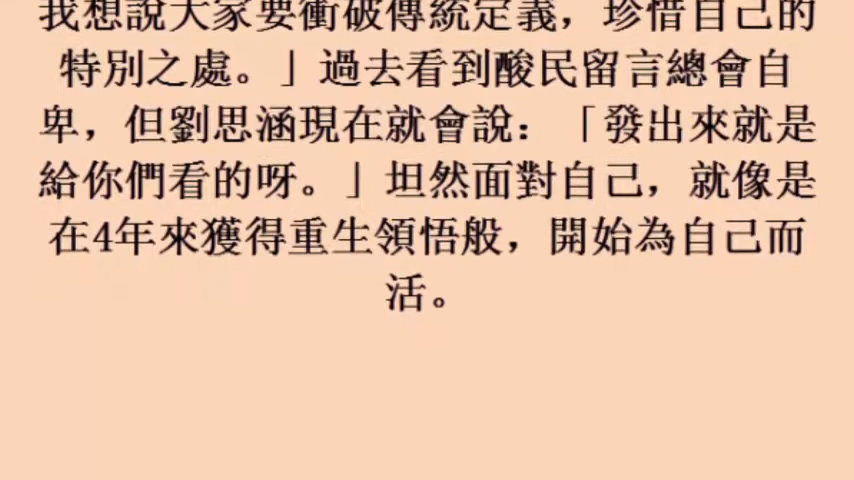 我想說大家要衝破傳統定義，珍惜自己的
特別之處。」過去看到酸民留言總會自
卑，但劉思涵現在就會說：「發出來就是
給你們看的呀。」坦然面對自己，就像是
在4年來獲得重生領悟般，開始為自己而
活。